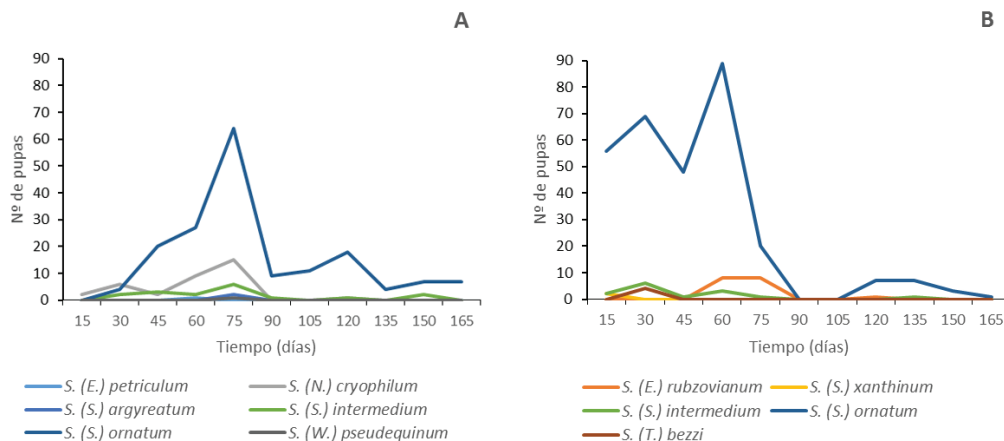 A
90
80
70
60
50
40
30
20
10
0
Nº de pupas
15 30 45 60 75 90 105 120 135 150 165
Tiempo (días)
S. (E.) petriculum S. (N.) cryophilum
S. (S.) argyreatum S. (S.) intermedium
S. (S.) ornatum S. (W.) pseudequinum
B
90
80
70
60
50
40
30
20
10
0
Nº de pupas
15 30 45 60 75 90 105 120 135 150 165
Tiempo (días)
S. (E.) rubzovianum S. (S.) xanthinum
S. (S.) intermedium S. (S.) ornatum
S. (T.) bezzi